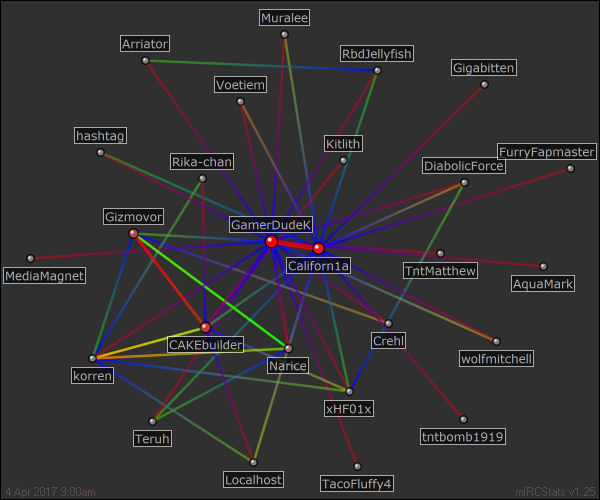 Muralee
Arriator
RbdJellyfish
Gigabitten
Voetiem
hashtag
Kitlith
FurryFapmaster
Rika-chan
DiabolicForce
Gizmovor
GamerDudeK
MediaMagnet
Californ1a
TntMatthew
AquaMark
CAKEbuilder
Crehl
wolfmitchell
korren
Narice
xHF01x
Teruh
tntbomb1919
Localhost
TacoFluffy4
4 Apr 2017 9:00am
mIRCStats v1.25